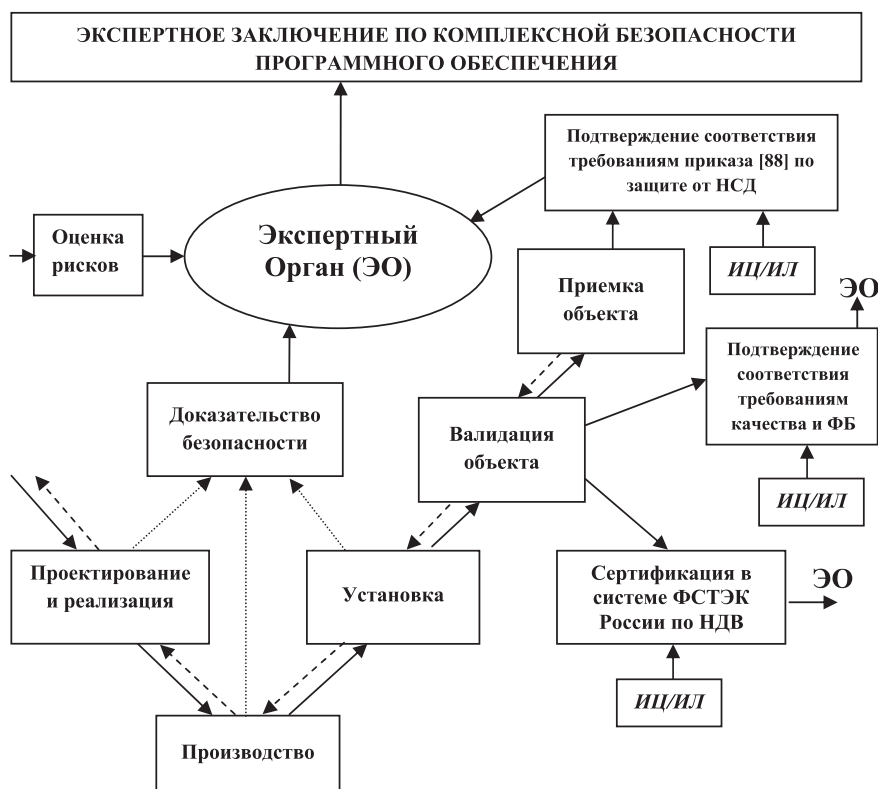 ЭКСПЕРТНОЕ ЗАКЛЮЧЕНИЕ ПО КОМПЛЕКСНОЙ БЕЗОПАСНОСТИ
ПРОГРАММНОГО ОБЕСПЕЧЕНИЯ
Подтверждение соответствия
требованиям приказа [88] по
защите от НСД
Оценка
рисков
Экспертный
Орган (ЭО)
ИЦ/ИЛ
Приемка
объекта
ЭО
Подтверждение
соответствия
требованиям
качества и ФБ
Доказательство
безопасности
Валидация
объекта
ИЦ/ИЛ
Проектирование
и реализация
Установка
Сертификация в
системе ФСТЭК
России по НДВ
ЭО
ИЦ/ИЛ
Производство